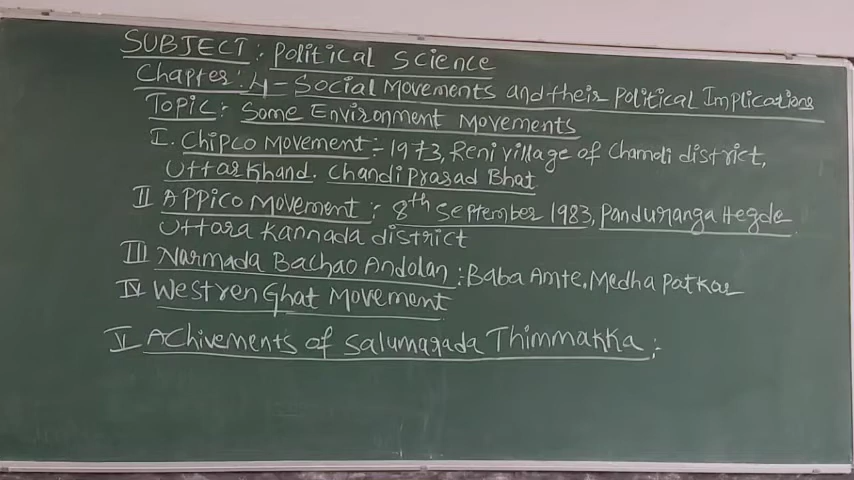 SUBJECT: Political Science
Chapter: 4 - Social Movements and their Political Implications
Topic: Some Environment Movements
I. Chipco Movement:- 1973, Reni village of Chamoli district,
Uttarkhand. Chandi Prasad Bhat
II Appico Movement: 8th September 1983, Panduranga Hegde
Uttara Kannada district
III Narmada Bachao Andolan: Baba Amte, Medha Patkar
IV Westren Ghat Movement
V Achivements of Salumarada Thimmakka:-